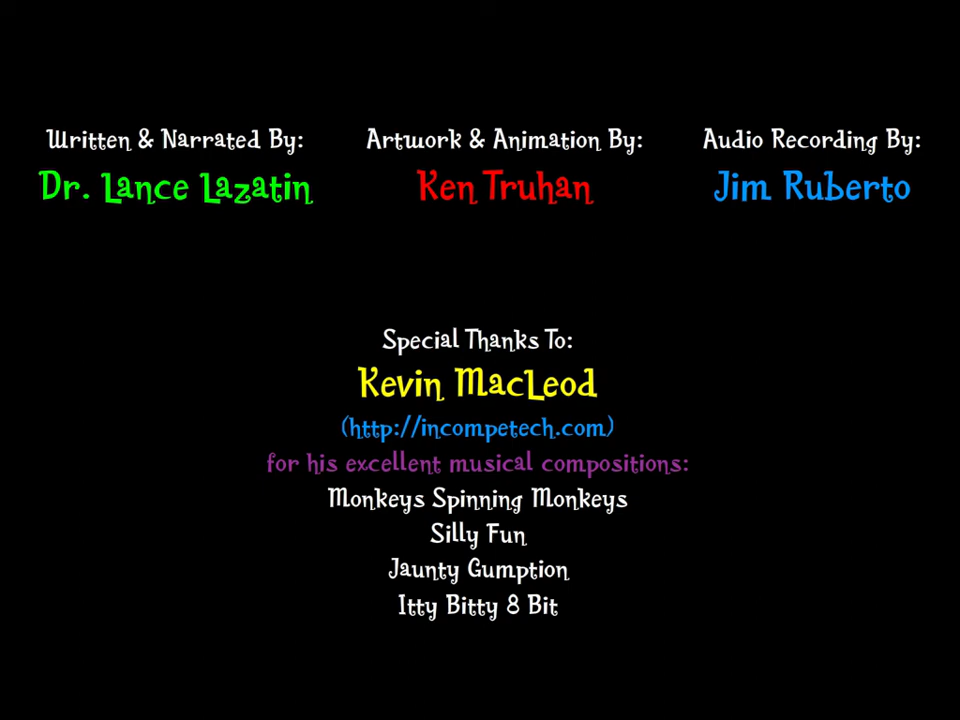 Written & Narrated By:
Dr. Lance Lazatin
Artwork & Animation By:
Ken Truhan
Audio Recording By:
Jim Ruberto
Special Thanks To:
Kevin MacLeod
(http://incompetech.com)
for his excellent musical compositions:
Monkeys Spinning Monkeys
Silly Fun
Jaunty Gumption
Itty Bitty 8 Bit